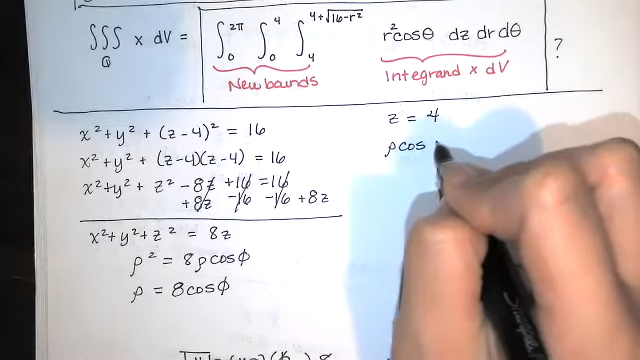 ∭_Q x dV = ∫_0^{2π} ∫_0^4 ∫_4^{4+√(16-r²)} r²cosθ dz dr dθ ?
New bounds
Integrand x dV
x² + y² + (z-4)² = 16
x² + y² + (z-4)(z-4) = 16
x² + y² + z² - 8z + 16 = 16
+8z -16 -16 + 8z
x² + y² + z² = 8z
ρ² = 8ρcosϕ
ρ = 8cosϕ
z = 4
ρcos